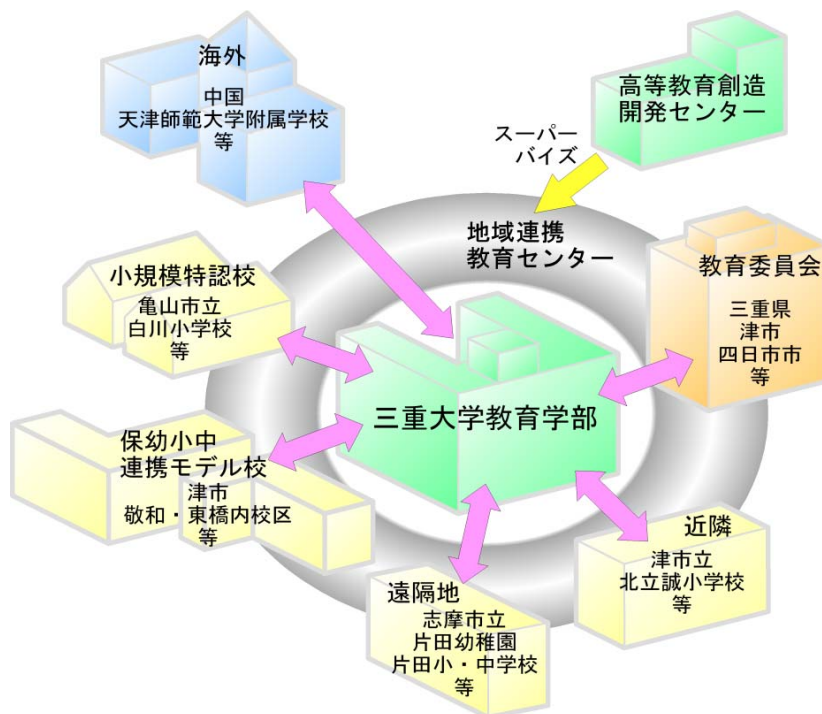 海外
中国
天津師範大学附属学校
等
高等教育創造
開発センター
スーパー
バイズ
地域連携
教育センター
教育委員会
三重県
津市
四日市市
等
小規模特認校
亀山市立
白川小学校
等
三重大学教育学部
保幼小中
連携モデル校
津市
敬和・東橋内校区
等
近隣
津市立
北立誠小学校
等
遠隔地
志摩市立
片田幼稚園
片田小・中学校
等